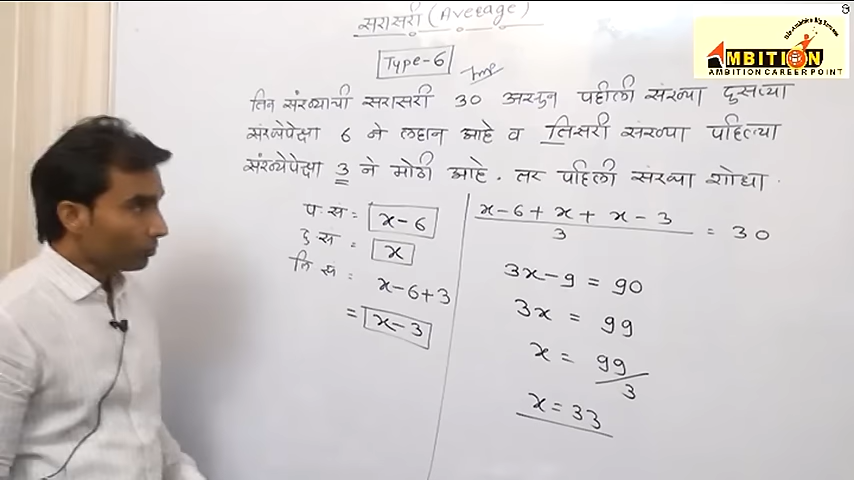 सरासरी (Average)
Type-6 Imp
AMBITION
AMBITION CAREER POINT
तिन संख्याची सरासरी 30 असुन पहीली संख्या दुसऱ्या
संख्येपेक्षा 6 ने लहान आहे व तिसरी संख्या पहिल्या
संख्येपेक्षा 3 ने मोठी आहे. तर पहिली संख्या शोधा.
प सं = x-6
दु स = x
ति सं = x-6+3
= x-3
x-6+x+x-3 / 3 = 30
3x-9 = 90
3x = 99
x = 99/3
x = 33